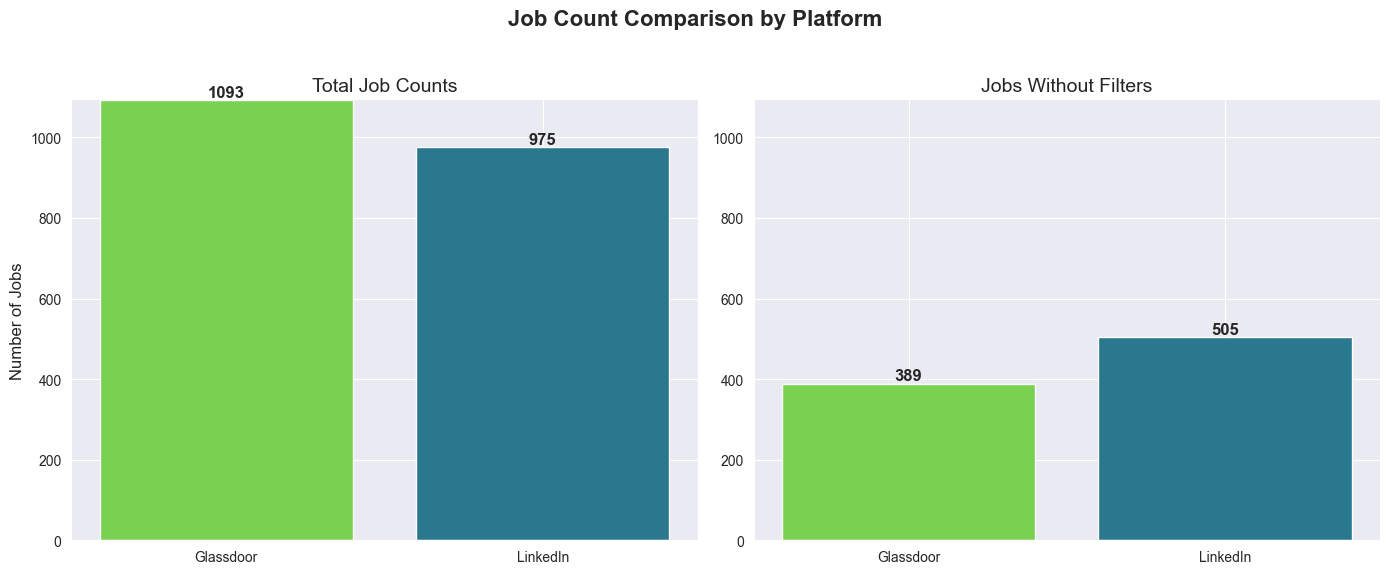 Job Count Comparison by Platform
Total Job Counts
1093
975
1000
800
600
400
200
0
Number of Jobs
Glassdoor
LinkedIn
Jobs Without Filters
389
505
1000
800
600
400
200
0
Glassdoor
LinkedIn